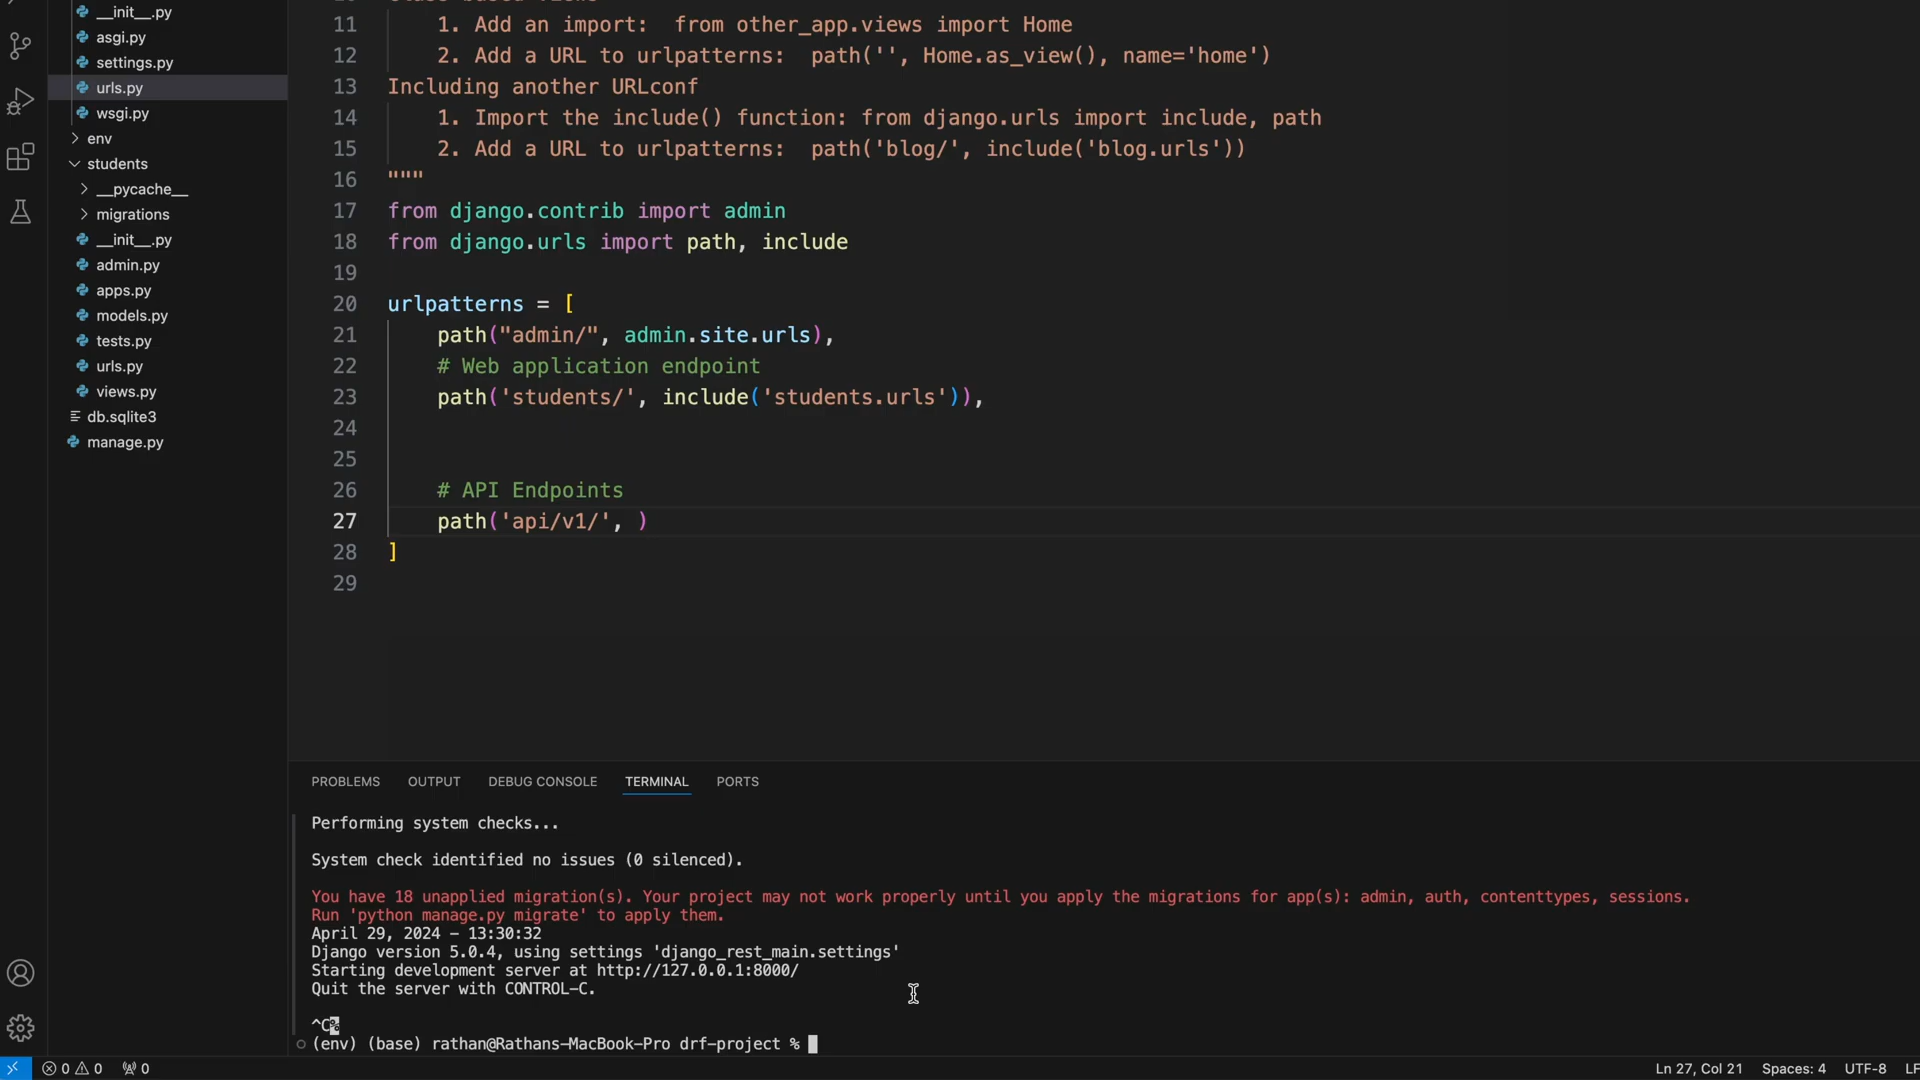 __init__.py
asgi.py
settings.py
urls.py
wsgi.py
env
students
__pycache__
migrations
__init__.py
admin.py
apps.py
models.py
tests.py
urls.py
views.py
db.sqlite3
manage.py
11 1. Add an import: from other_app.views import Home
12 2. Add a URL to urlpatterns: path('', Home.as_view(), name='home')
13 Including another URLconf
14 1. Import the include() function: from django.urls import include, path
15 2. Add a URL to urlpatterns: path('blog/', include('blog.urls'))
16 """
17 from django.contrib import admin
18 from django.urls import path, include
19
20 urlpatterns = [
21 path("admin/", admin.site.urls),
22 # Web application endpoint
23 path('students/', include('students.urls')),
24
25
26 # API Endpoints
27 path('api/v1/', )
28 ]
29
PROBLEMS OUTPUT DEBUG CONSOLE TERMINAL PORTS
Performing system checks...
System check identified no issues (0 silenced).
You have 18 unapplied migration(s). Your project may not work properly until you apply the migrations for app(s): admin, auth, contenttypes, sessions.
Run 'python manage.py migrate' to apply them.
April 29, 2024 - 13:30:32
Django version 5.0.4, using settings 'django_rest_main.settings'
Starting development server at http://127.0.0.1:8000/
Quit the server with CONTROL-C.
^C%
(env) (base) rathan@Rathans-MacBook-Pro drf-project %
0 0 0 Ln 27, Col 21 Spaces: 4 UTF-8 LF